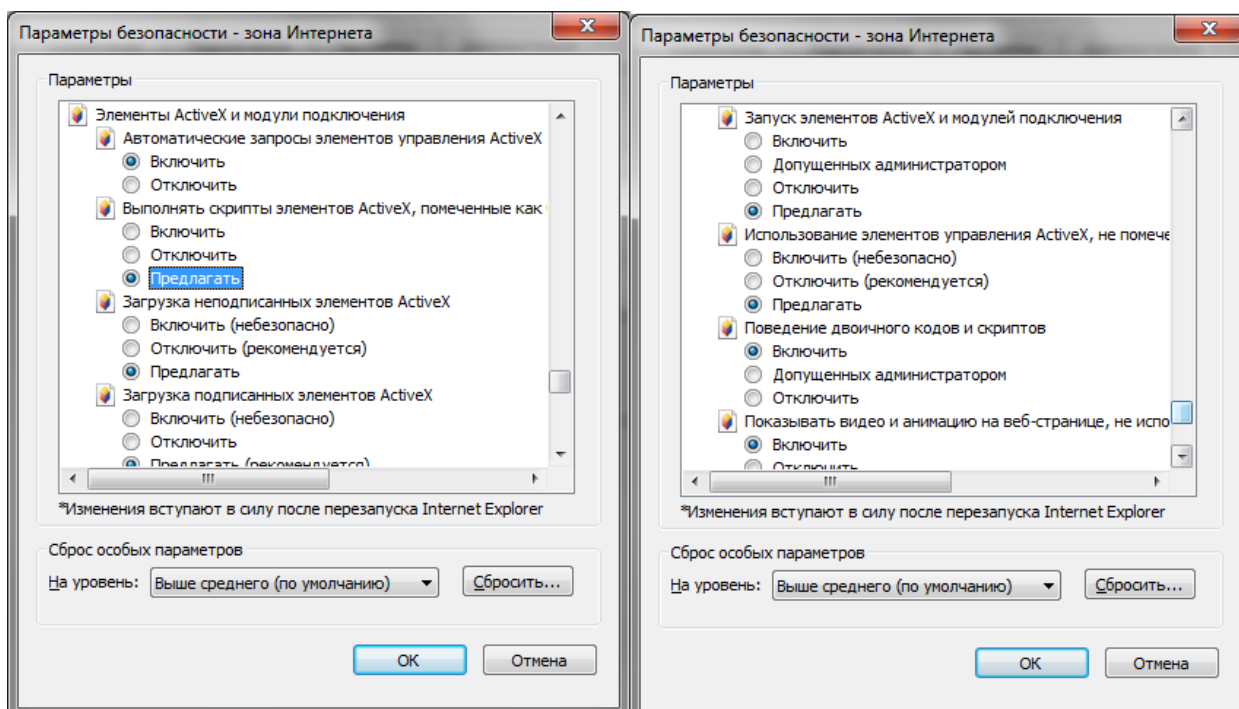 Параметры безопасности - зона Интернета
Параметры
Элементы ActiveX и модули подключения
Автоматические запросы элементов управления ActiveX
Включить
Отключить
Выполнять скрипты элементов ActiveX, помеченные как
Включить
Отключить
Предлагать
Загрузка неподписанных элементов ActiveX
Включить (небезопасно)
Отключить (рекомендуется)
Предлагать
Загрузка подписанных элементов ActiveX
Включить (небезопасно)
Отключить
Предлагать (рекомендуется)
*Изменения вступают в силу после перезапуска Internet Explorer
Сброс особых параметров
На уровень: Выше среднего (по умолчанию) Сбросить...
ОК Отмена
Параметры безопасности - зона Интернета
Параметры
Запуск элементов ActiveX и модулей подключения
Включить
Допущенных администратором
Отключить
Предлагать
Использование элементов управления ActiveX, не помече
Включить (небезопасно)
Отключить (рекомендуется)
Предлагать
Поведение двоичного кодов и скриптов
Включить
Допущенных администратором
Отключить
Показывать видео и анимацию на веб-странице, не испо
Включить
Отключить
*Изменения вступают в силу после перезапуска Internet Explorer
Сброс особых параметров
На уровень: Выше среднего (по умолчанию) Сбросить...
ОК Отмена